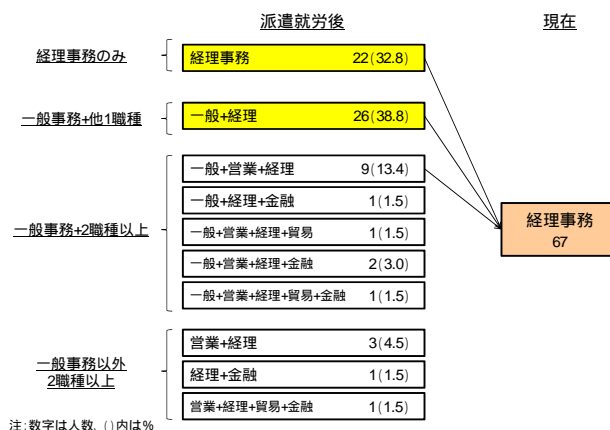 派遣就労後
現在
経理事務のみ
経理事務 22(32.8)
一般事務+他1職種
一般+経理 26(38.8)
一般事務+2職種以上
一般+営業+経理 9(13.4)
一般+経理+金融 1(1.5)
一般+営業+経理+貿易 1(1.5)
一般+営業+経理+金融 2(3.0)
一般+営業+経理+貿易+金融 1(1.5)
経理事務
67
一般事務以外
2職種以上
営業+経理 3(4.5)
経理+金融 1(1.5)
営業+経理+貿易+金融 1(1.5)
注:数字は人数、()内は%